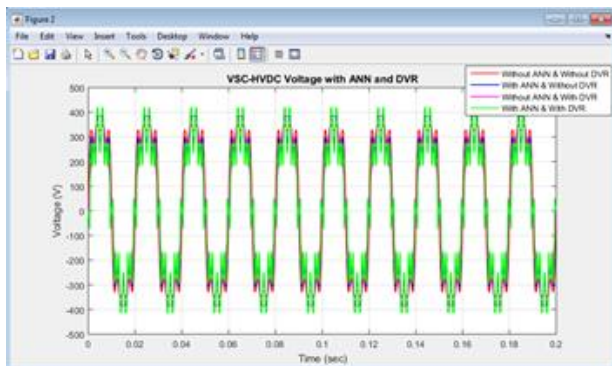 Figure 2
File Edit View Insert Tools Desktop Window Help
VSC-HVDC Voltage with ANN and DVR
Without ANN & Without DVR
With ANN & Without DVR
Without ANN & With DVR
With ANN & With DVR
500
400
300
200
100
0
-100
-200
-300
-400
-500
Voltage (V)
0 0.02 0.04 0.06 0.08 0.1 0.12 0.14 0.16 0.18 0.2
Time (sec)